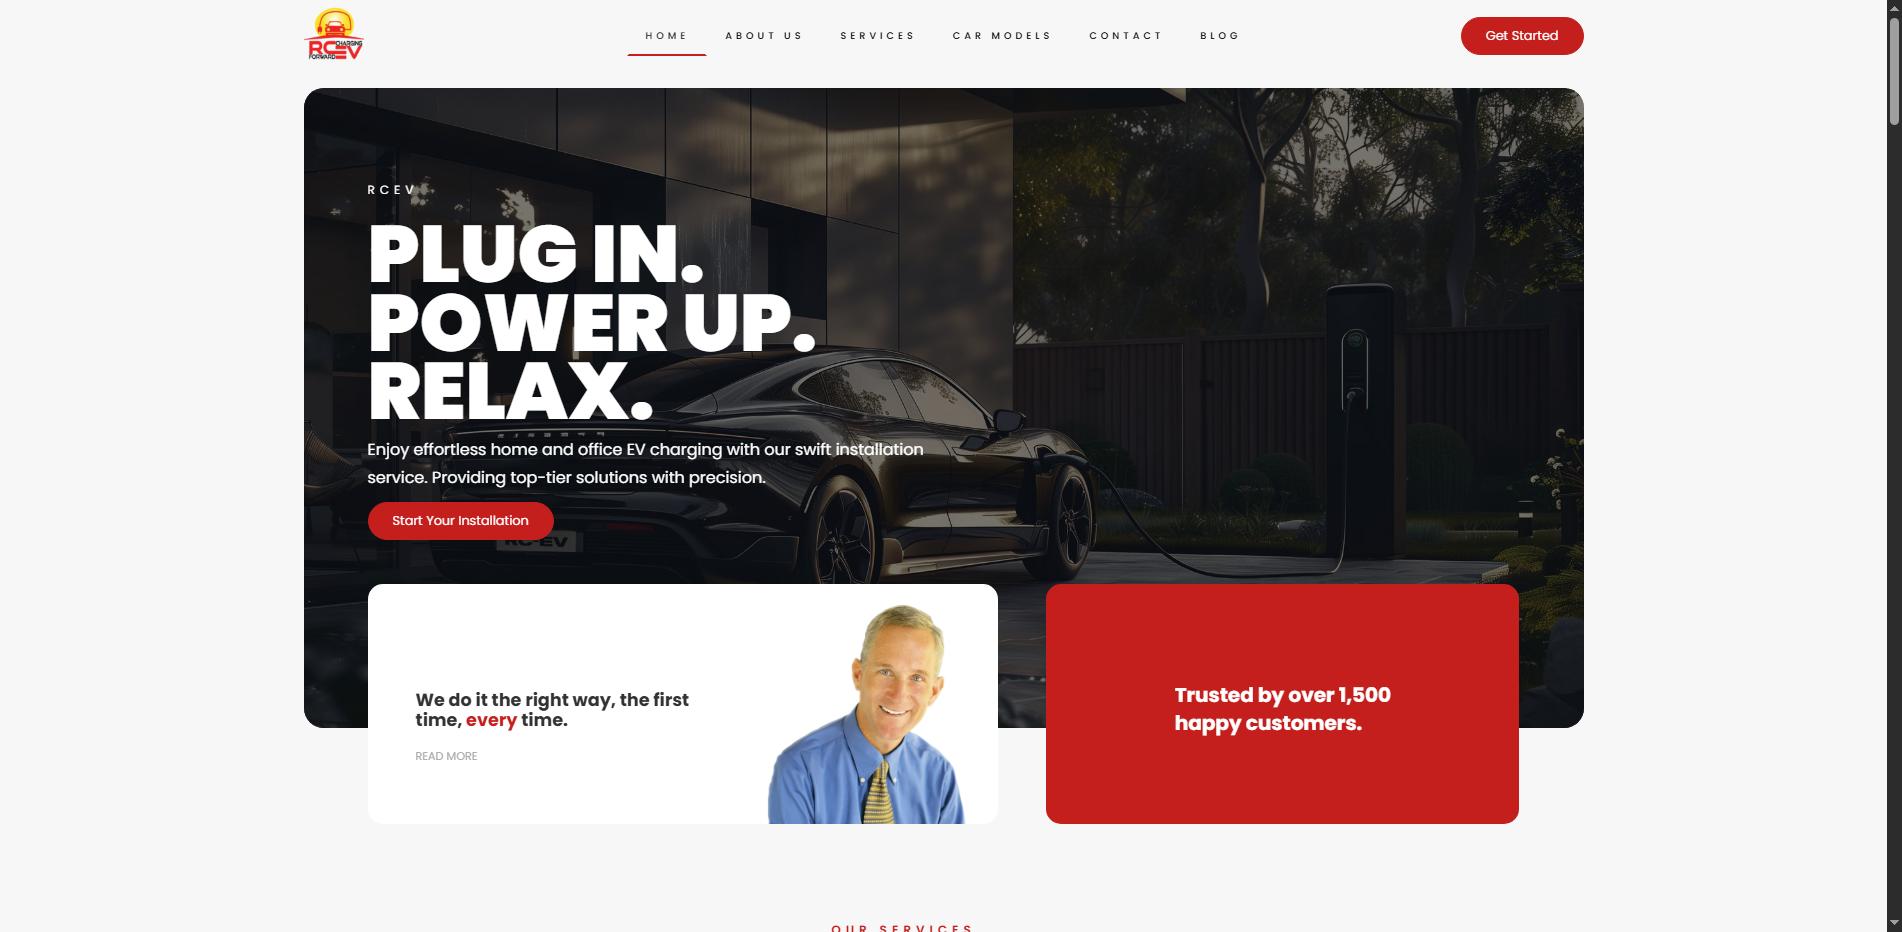 CHARGING
RCEV
FORWARD
HOME
ABOUT US
SERVICES
CAR MODELS
CONTACT
BLOG
Get Started
RCEV
PLUG IN.
POWER UP.
RELAX.
Enjoy effortless home and office EV charging with our swift installation
service. Providing top-tier solutions with precision.
Start Your Installation
RC-EV
We do it the right way, the first
time, every time.
READ MORE
Trusted by over 1,500
happy customers.
OUR SERVICES